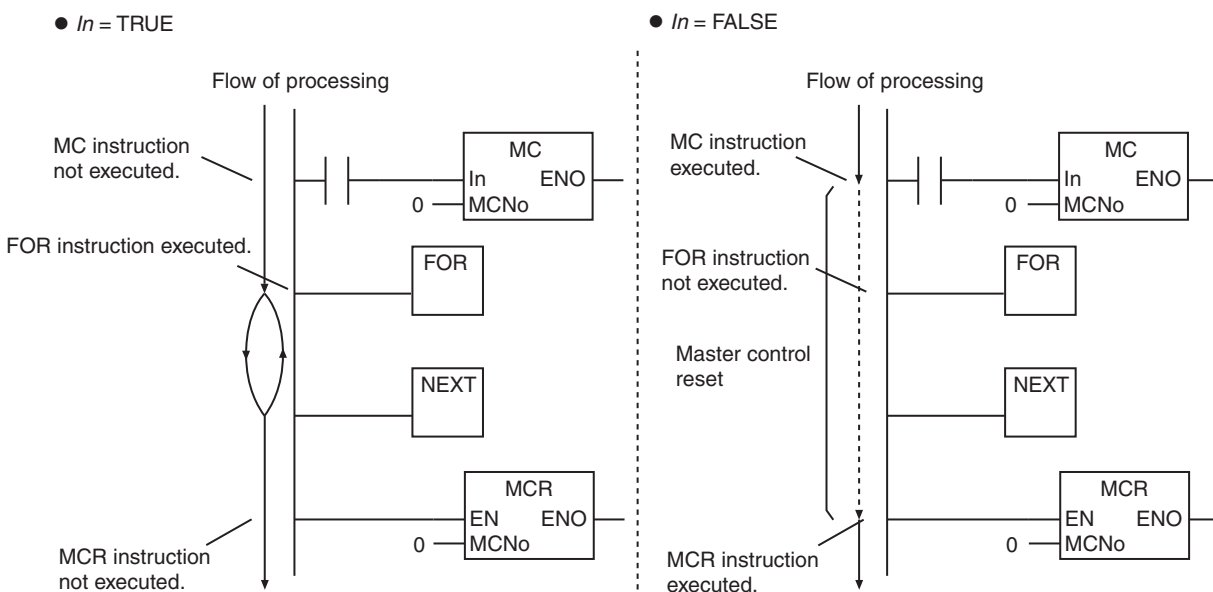 ● In = TRUE
Flow of processing
MC instruction
not executed.
MC
In ENO
0 MCNo
FOR instruction executed.
FOR
NEXT
MCR
EN ENO
0 MCNo
MCR instruction
not executed.
● In = FALSE
Flow of processing
MC instruction
executed.
MC
In ENO
0 MCNo
FOR instruction
not executed.
FOR
Master control
reset
NEXT
MCR
EN ENO
0 MCNo
MCR instruction
executed.